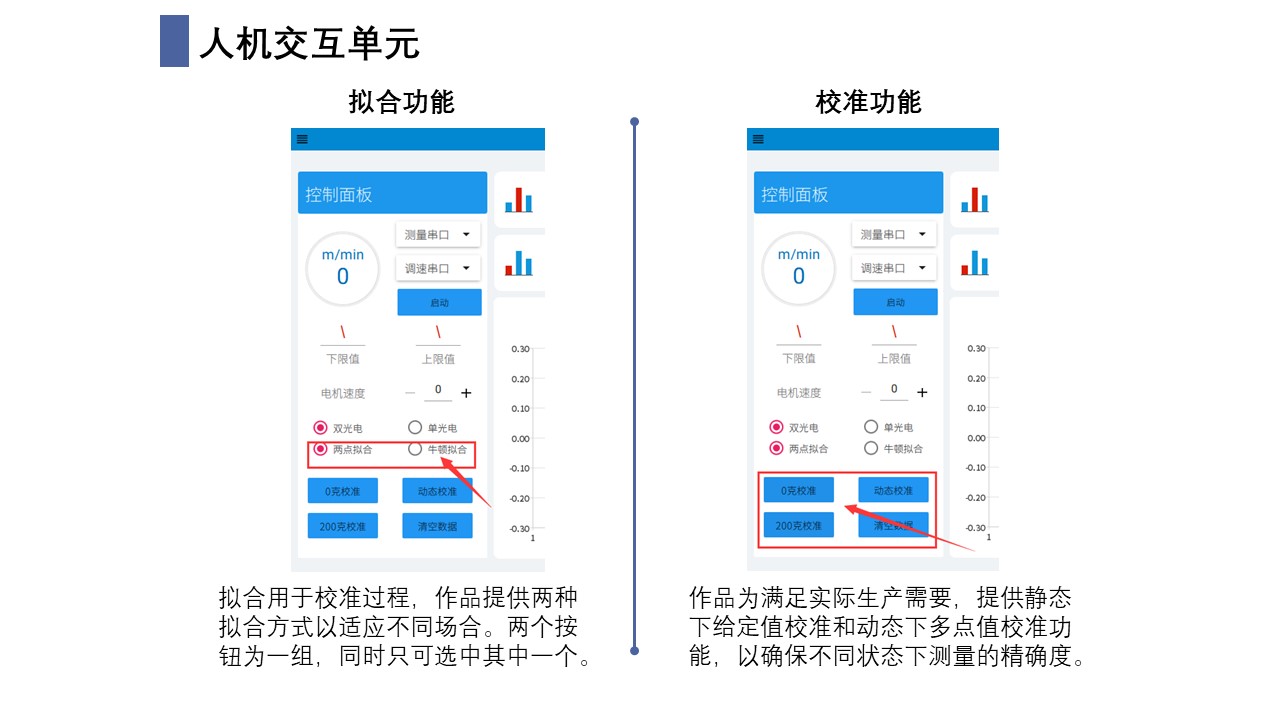 人机交互单元
拟合功能
控制面板
m/min
0
测量串口
调速串口
启动
\
\
下限值
上限值
电机速度
— 0 +
双光电
单光电
两点拟合
牛顿拟合
0克校准
动态校准
200克校准
清空数据
0.30
0.20
0.10
0.00
-0.10
-0.20
-0.30
1
拟合用于校准过程，作品提供两种
拟合方式以适应不同场合。两个按
钮为一组，同时只可选中其中一个。
校准功能
控制面板
m/min
0
测量串口
调速串口
启动
\
\
下限值
上限值
电机速度
— 0 +
双光电
单光电
两点拟合
牛顿拟合
0克校准
动态校准
200克校准
清空数据
0.30
0.20
0.10
0.00
-0.10
-0.20
-0.30
1
作品为满足实际生产需要，提供静态
下给定值校准和动态下多点值校准功
能，以确保不同状态下测量的精确度。